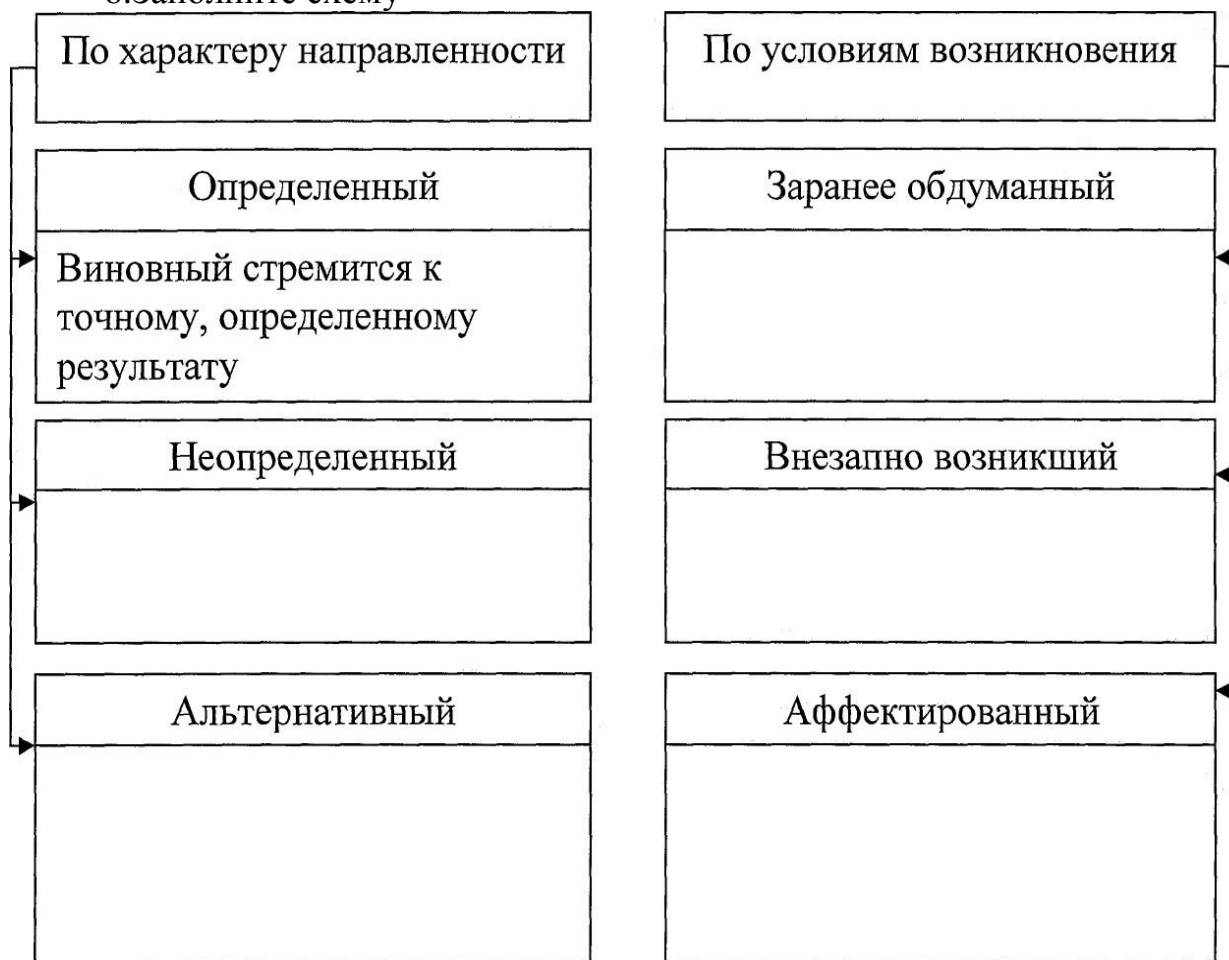 По характеру направленности
По условиям возникновения
Определенный
Виновный стремится к
точному, определенному
результату
Заранее обдуманный
Неопределенный
Внезапно возникший
Альтернативный
Аффектированный